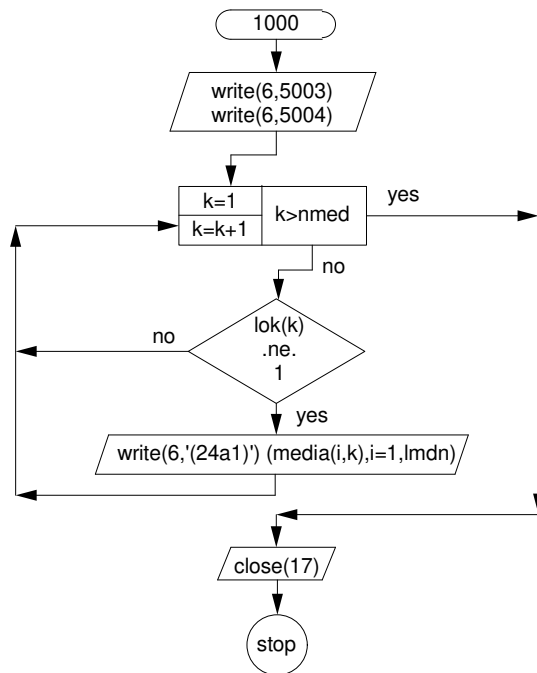 1000
write(6,5003)
write(6,5004)
k=1
k=k+1
k>nmed
yes
no
lok(k)
.ne.
1
no
yes
write(6,'(24a1)') (media(i,k),i=1,lmdn)
close(17)
stop